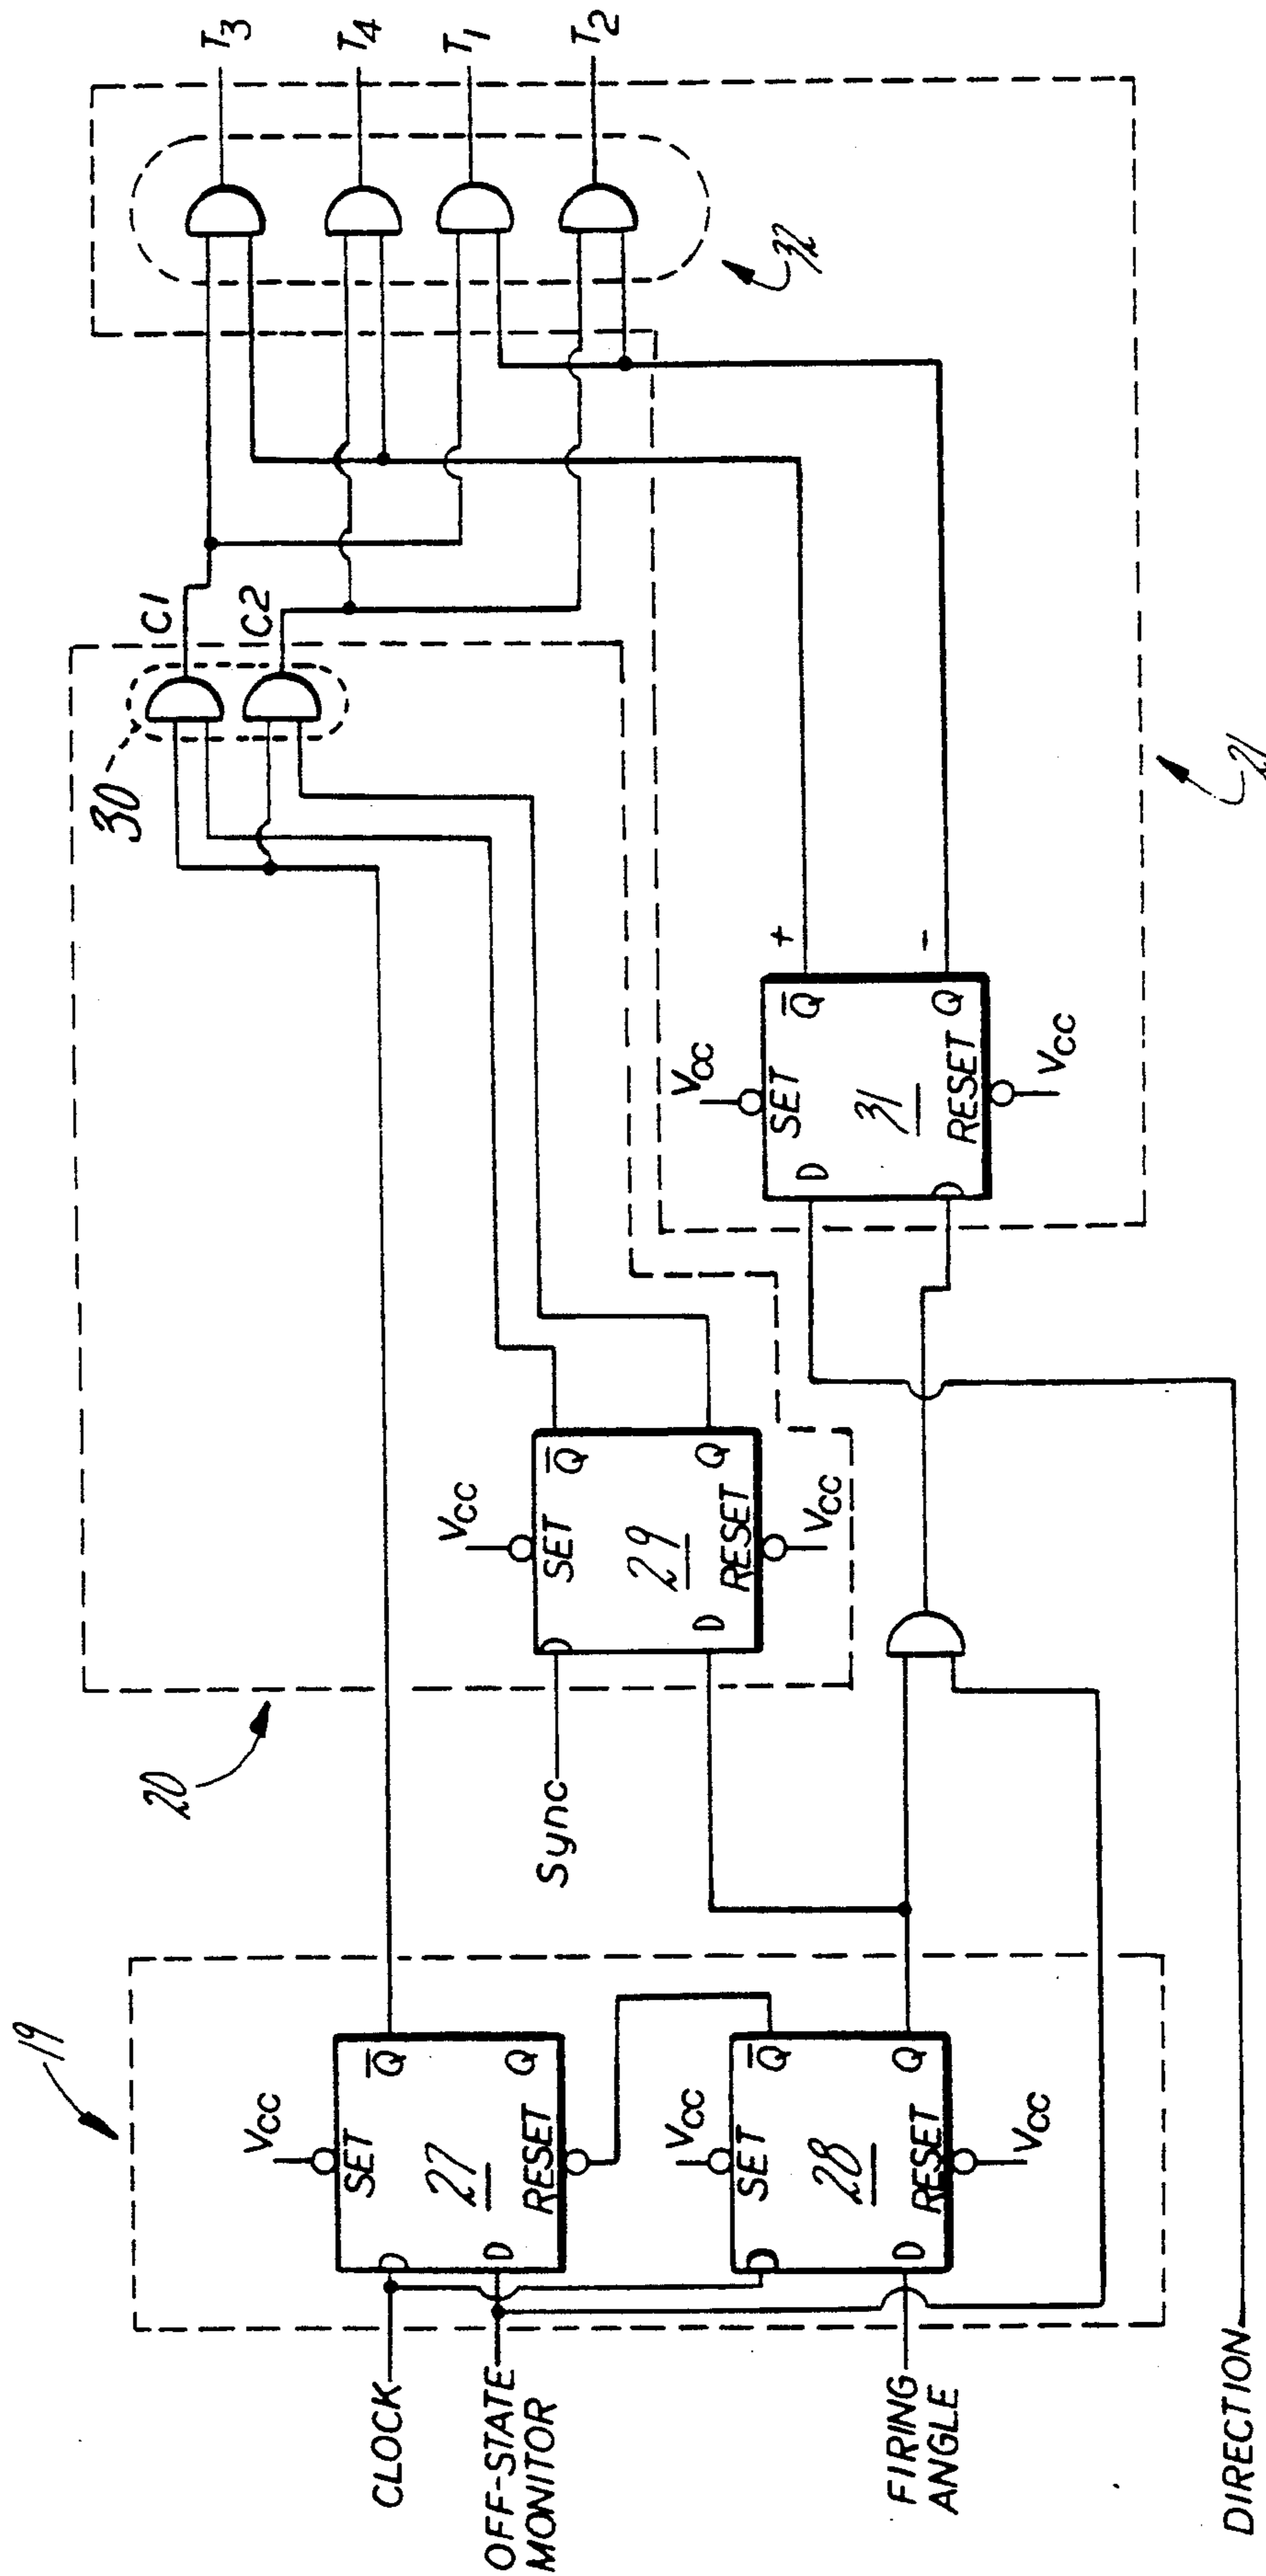 19
CLOCK
OFF-STATE
MONITOR
FIRING
ANGLE
DIRECTION
Vcc
SET
Q̅
27
D
Q
RESET
Vcc
SET
Q̅
28
D
Q
RESET
Vcc
20
Sync
Vcc
SET
Q̅
29
D
Q
RESET
Vcc
30
C1
C2
Vcc
SET
D
Q̅
+
31
Q
-
RESET
Vcc
21
32
T3
T4
T1
T2